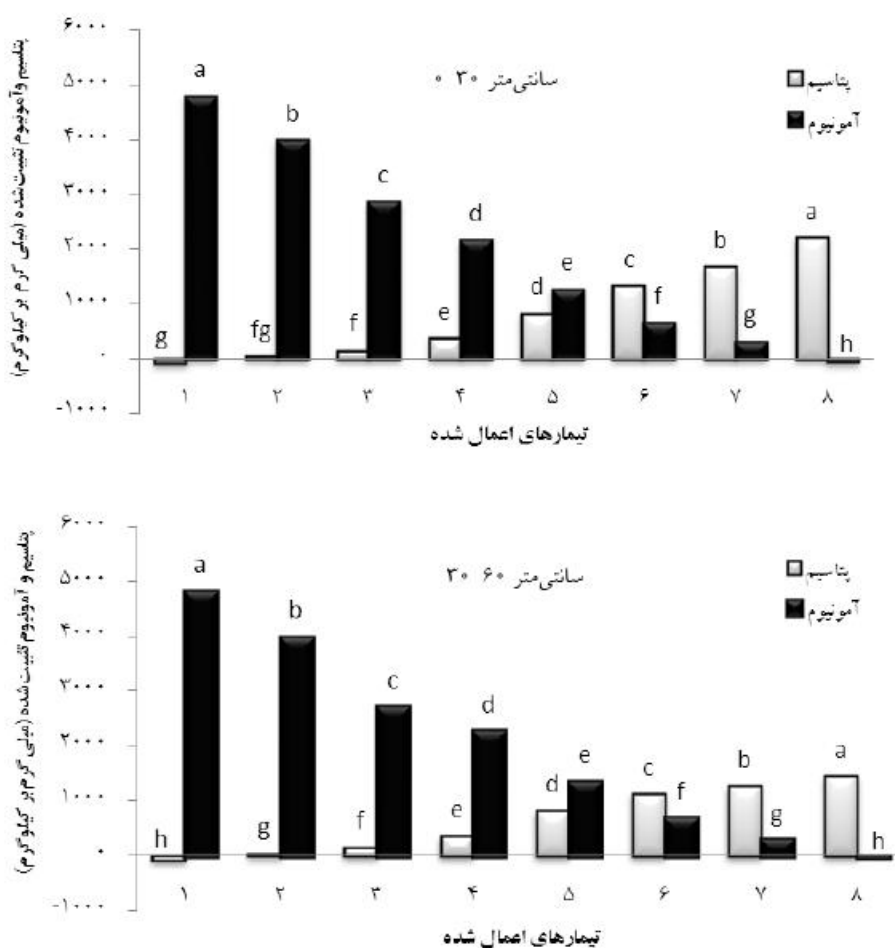 پتاسیم و آمونیوم تثبیت شده (میلی گرم بر کیلوگرم)
۶۰۰۰
۵۰۰۰
۴۰۰۰
۳۰۰۰
۲۰۰۰
۱۰۰۰
۰
-۱۰۰۰
سانتی‌متر ۳۰ ۰
پتاسیم
آمونیوم
g a fg b f c e d d e c f b g a h
۱ ۲ ۳ ۴ ۵ ۶ ۷ ۸
تیمارهای اعمال شده
پتاسیم و آمونیوم تثبیت شده (میلی گرم بر کیلوگرم)
۶۰۰۰
۵۰۰۰
۴۰۰۰
۳۰۰۰
۲۰۰۰
۱۰۰۰
۰
-۱۰۰۰
سانتی‌متر ۶۰ ۳۰
پتاسیم
آمونیوم
h a g b f c e d d e c f b g a h
۱ ۲ ۳ ۴ ۵ ۶ ۷ ۸
تیمارهای اعمال شده